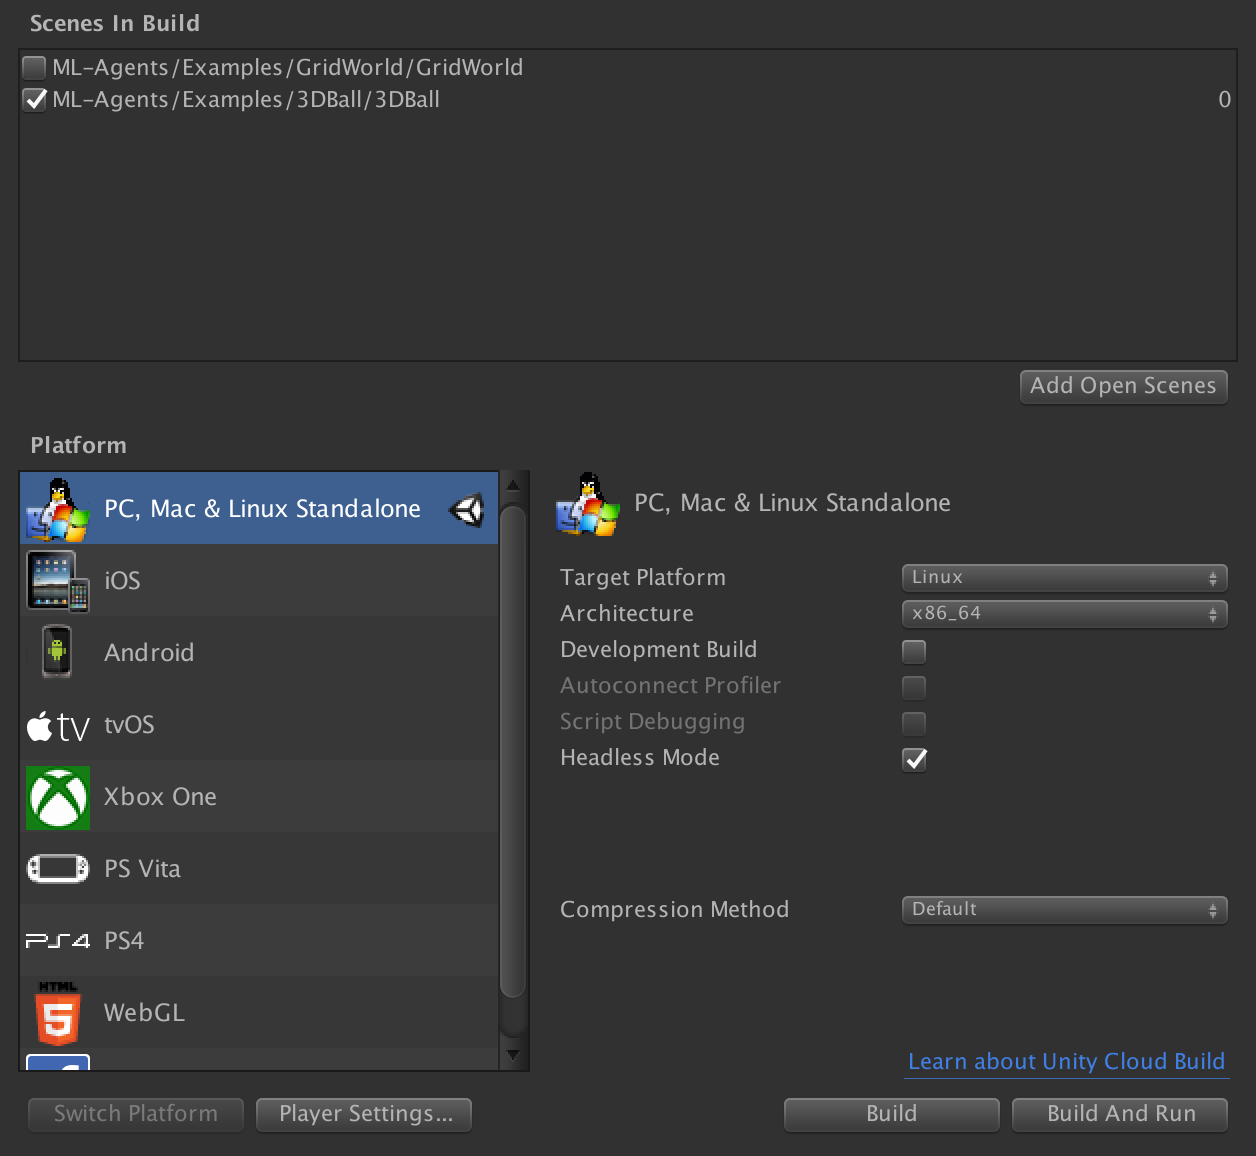 Scenes In Build
ML-Agents/Examples/GridWorld/GridWorld
ML-Agents/Examples/3DBall/3DBall 0
Add Open Scenes
Platform
PC, Mac & Linux Standalone
iOS
Android
tv tvOS
Xbox One
PS Vita
PS4 PS4
HTML
5 WebGL
PC, Mac & Linux Standalone
Target Platform Linux
Architecture x86_64
Development Build
Autoconnect Profiler
Script Debugging
Headless Mode
Compression Method Default
Learn about Unity Cloud Build
Switch Platform Player Settings... Build Build And Run